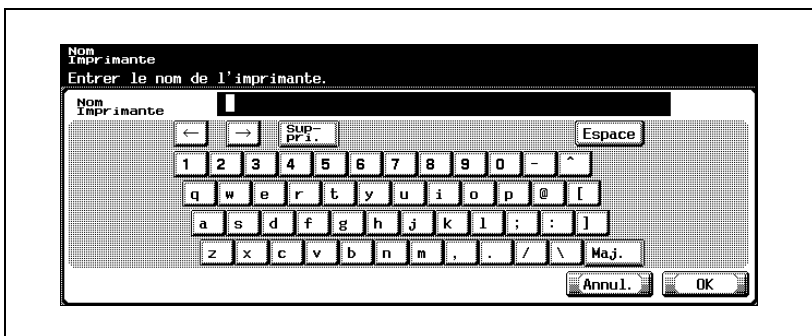 Nom
Imprimante
Entrer le nom de l'imprimante.
Nom
Imprimante
← → Sup-
pri. Espace
1 2 3 4 5 6 7 8 9 0 - ^
q w e r t y u i o p @ [
a s d f g h j k l ; : ]
z x c v b n m , . / \ Maj.
Annul. OK